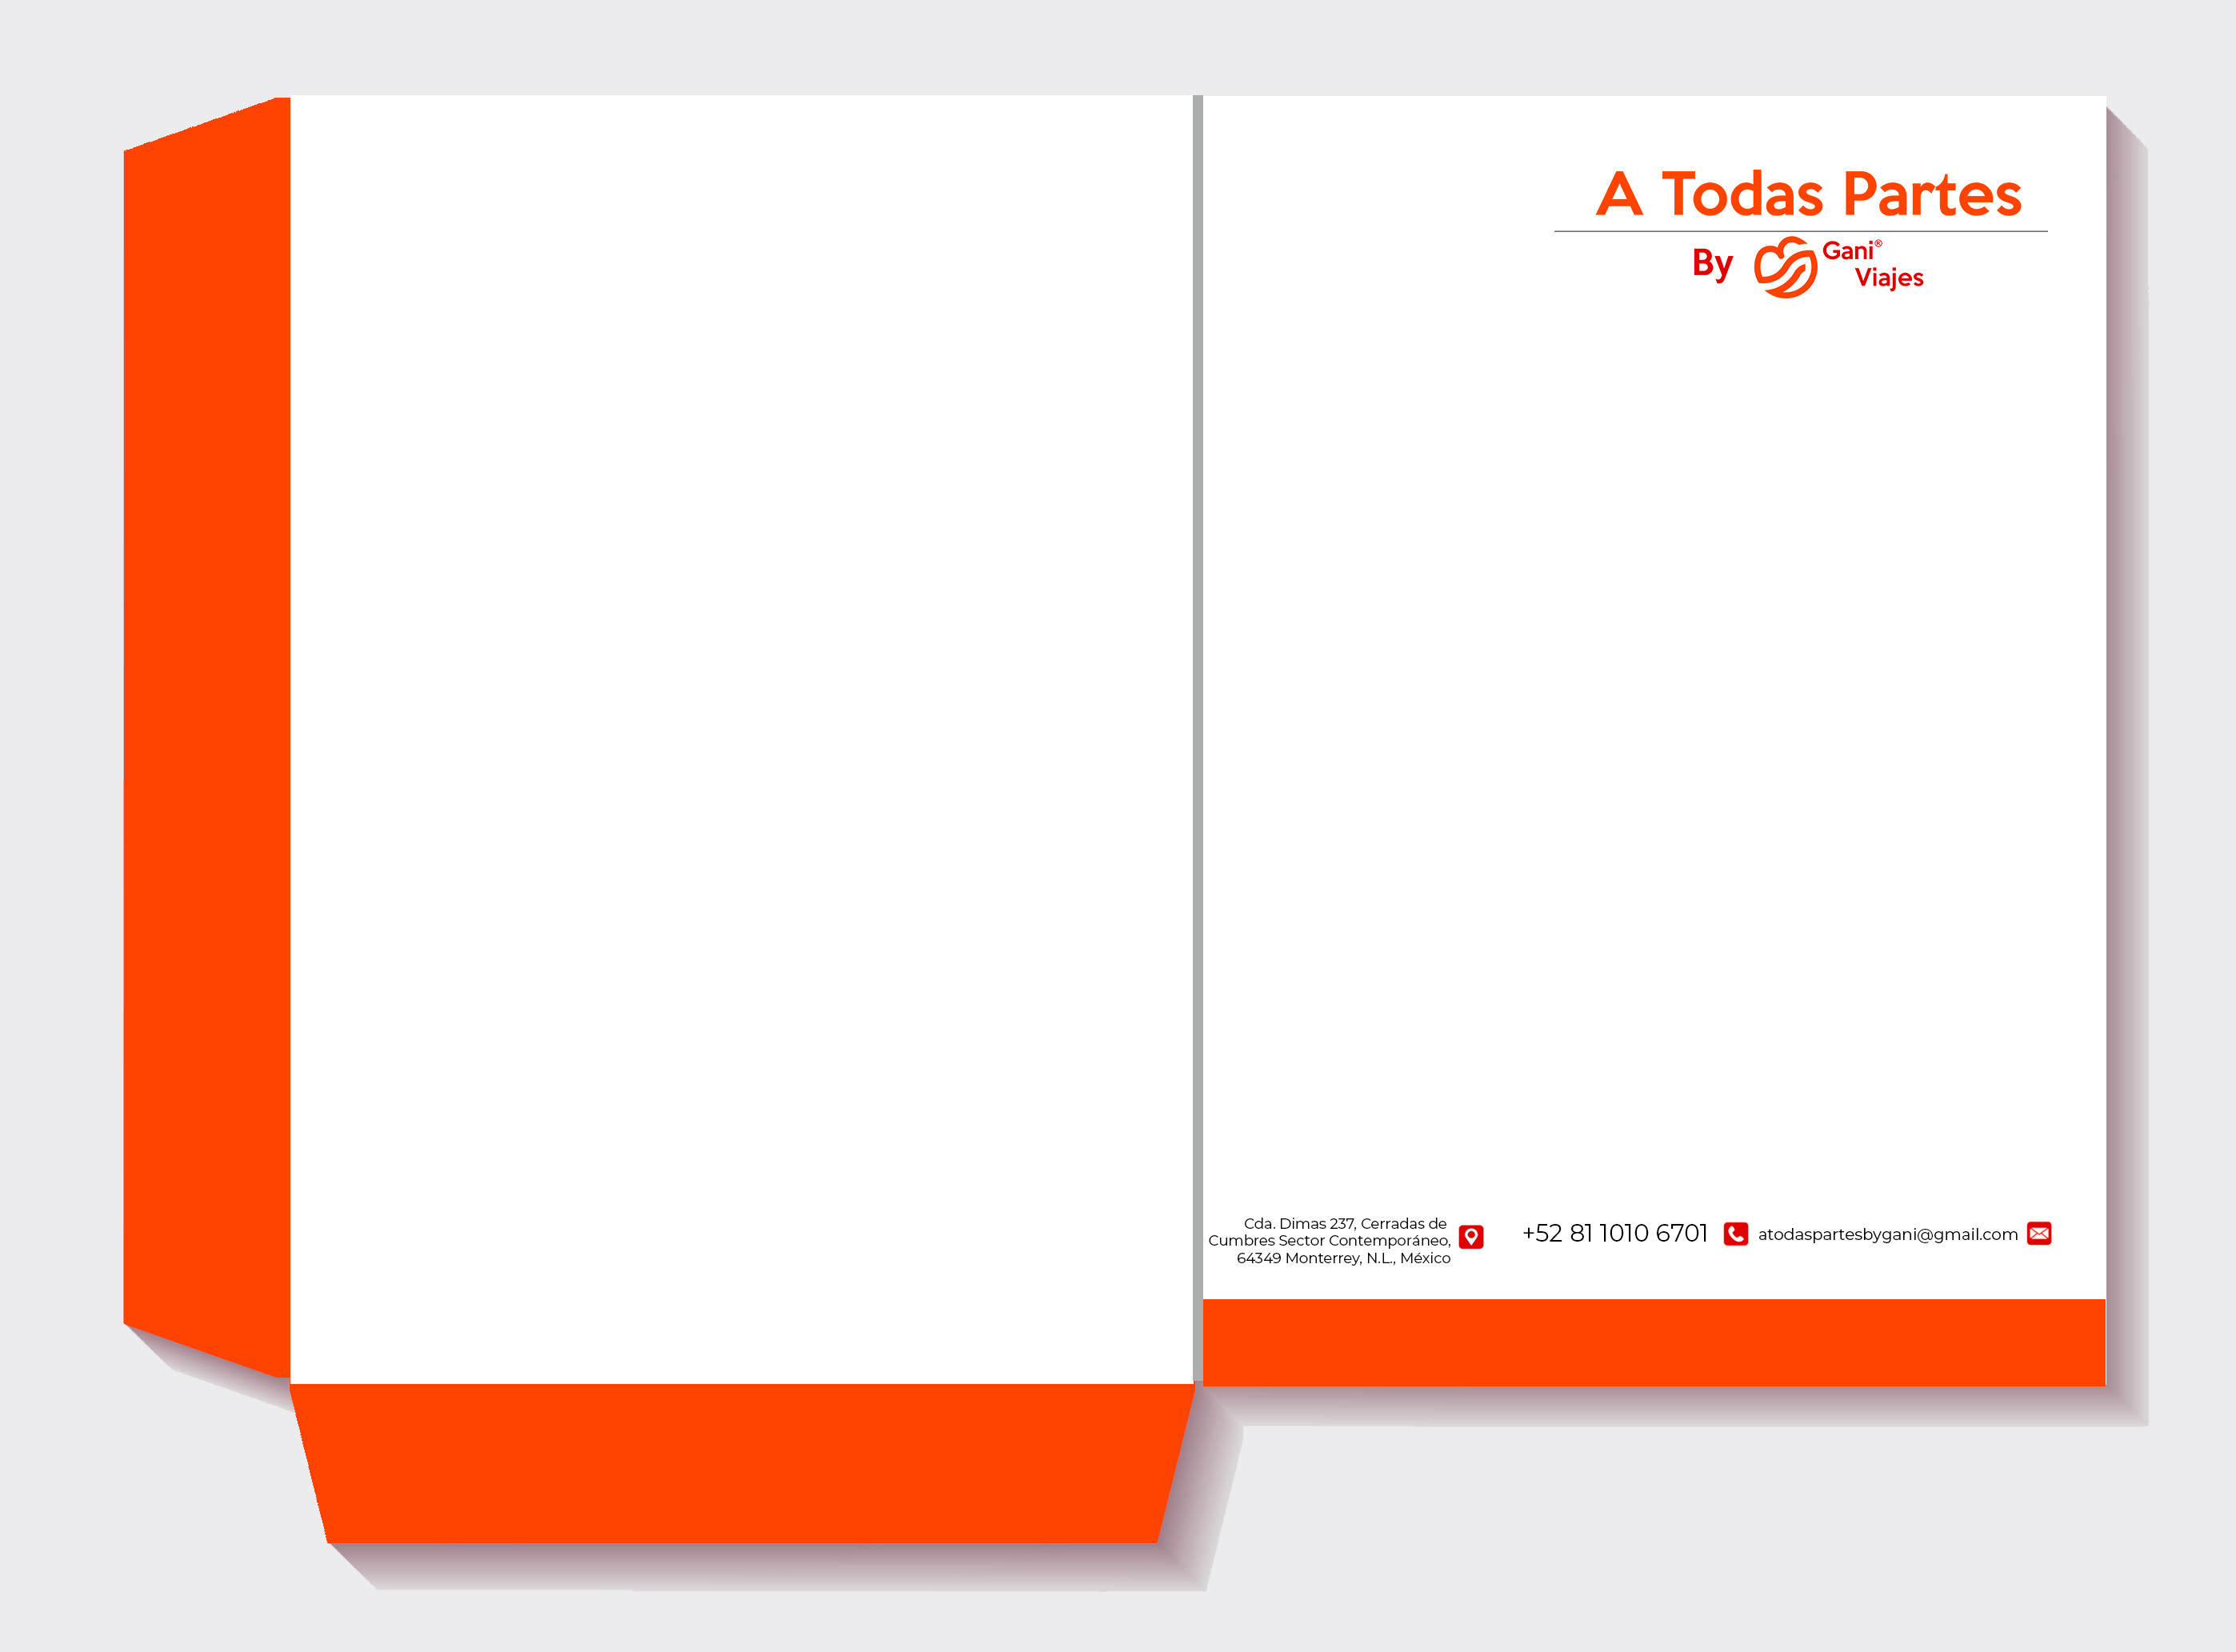 A Todas Partes
By Gani®
Viajes
Cda. Dimas 237, Cerradas de
Cumbres Sector Contemporáneo,
64349 Monterrey, N.L., México
+52 81 1010 6701
atodaspartesbygani@gmail.com